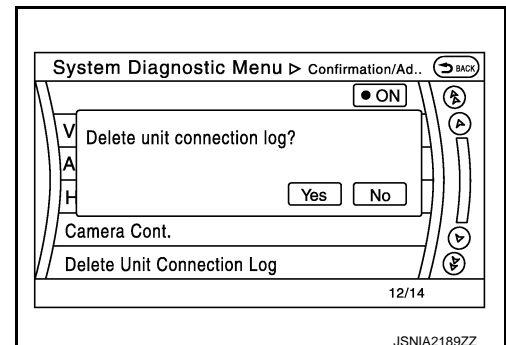 System Diagnostic Menu ▷ Confirmation/Ad..
BACK
● ON
V
Delete unit connection log?
A
H
Yes No
Camera Cont.
Delete Unit Connection Log
12/14
JSNIA2189ZZ